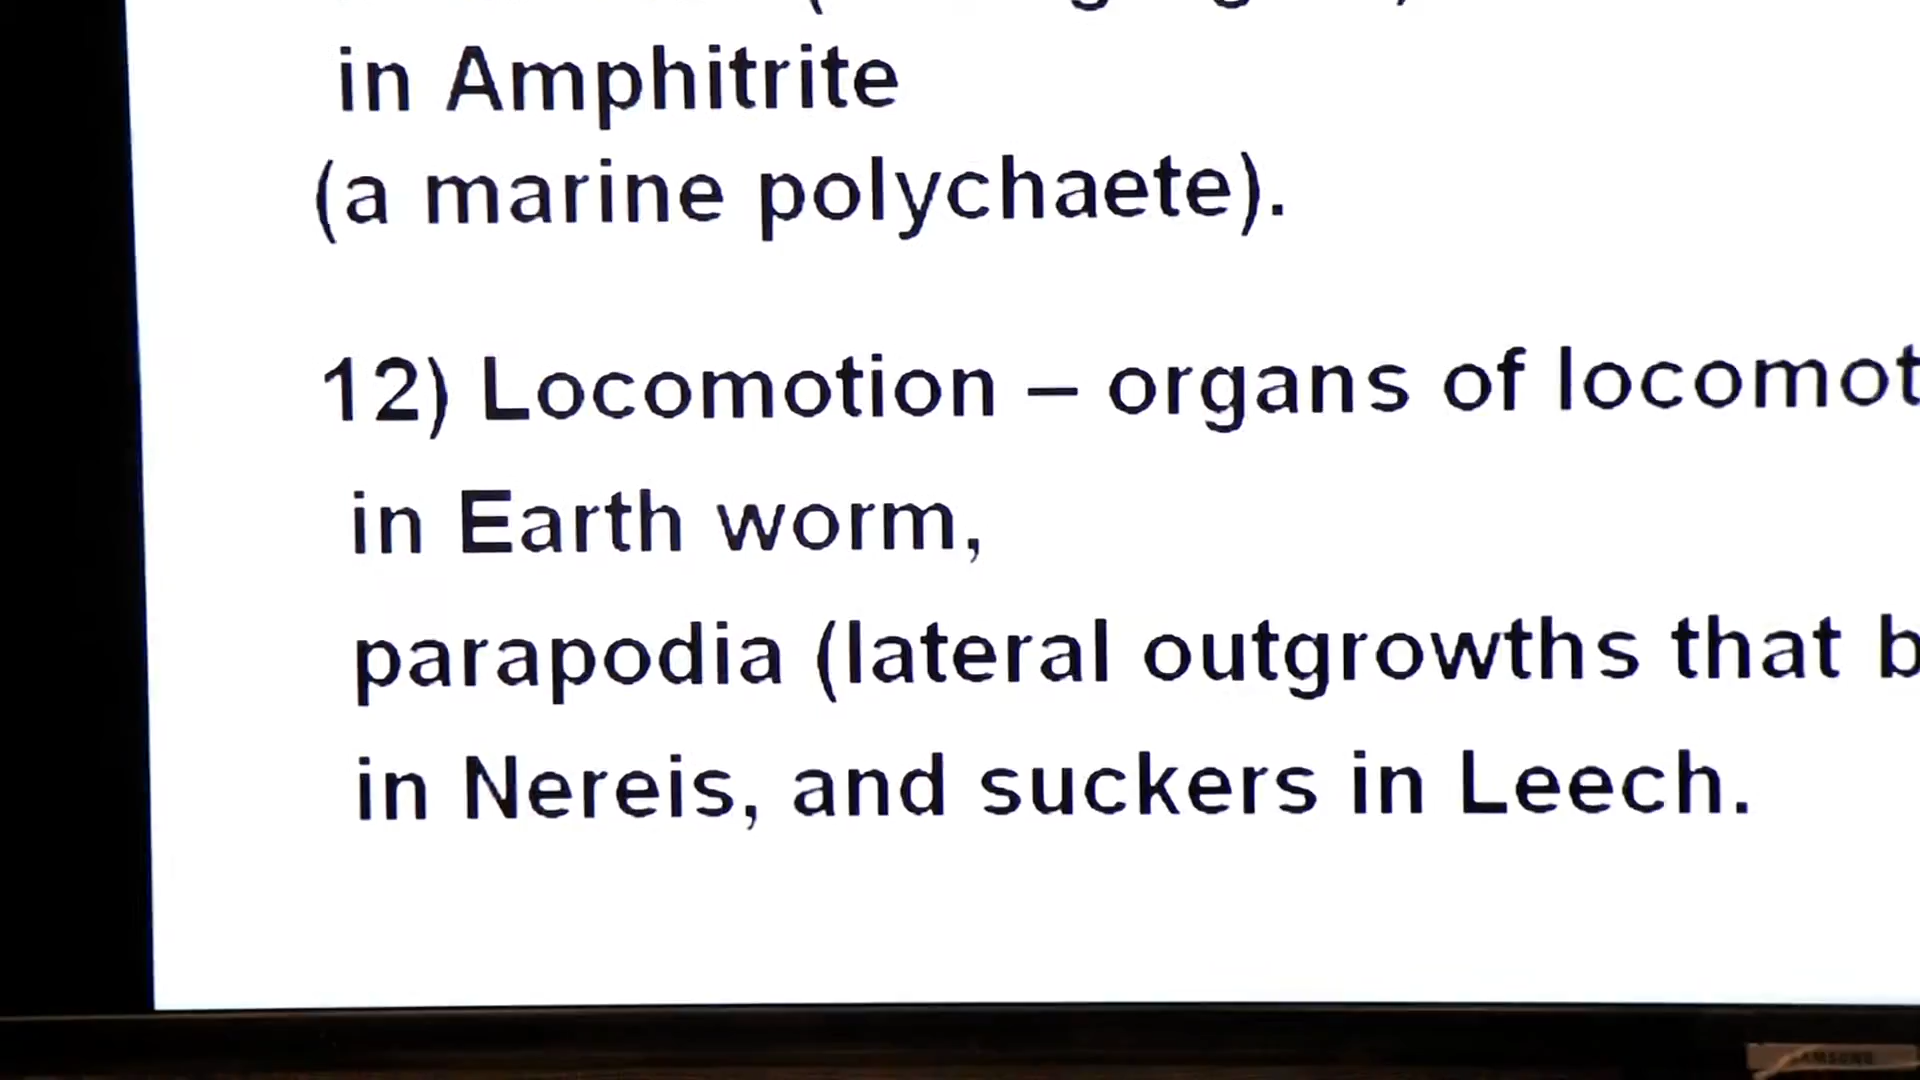 in Amphitrite
(a marine polychaete).
12) Locomotion – organs of locomot
in Earth worm,
parapodia (lateral outgrowths that b
in Nereis, and suckers in Leech.
SAMSUNG